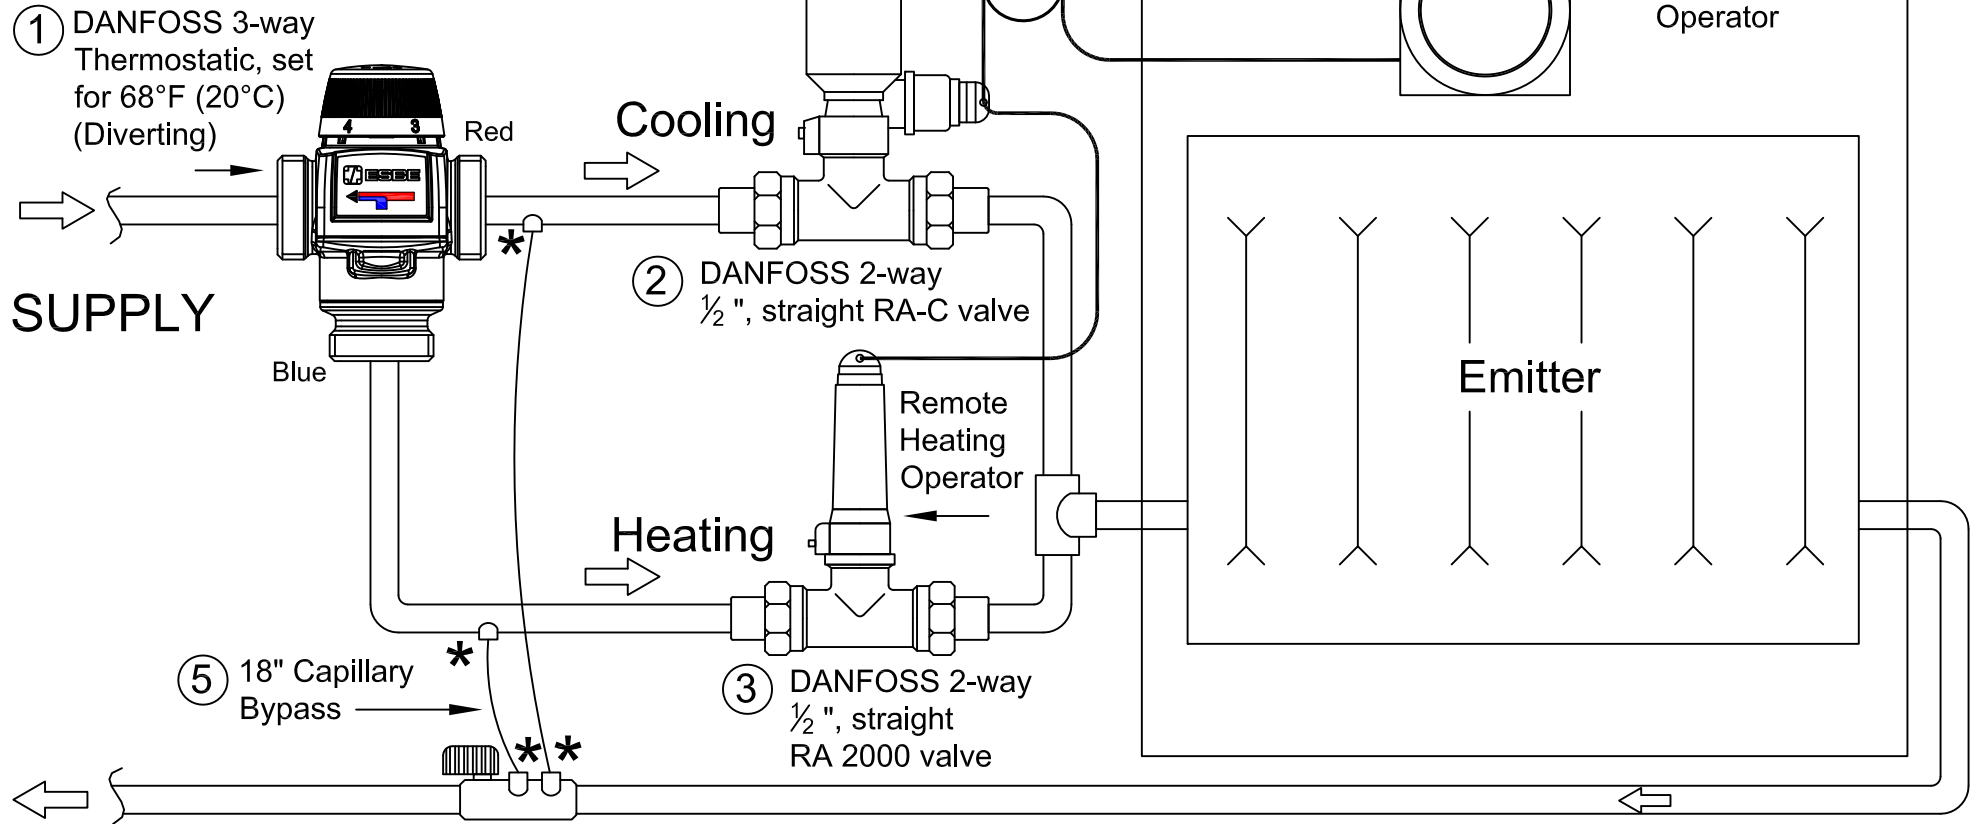 1 DANFOSS 3-way
Thermostatic, set
for 68°F (20°C)
(Diverting)
Operator
4 3
Red
ESBE
Cooling
SUPPLY
Blue
2 DANFOSS 2-way
½ ", straight RA-C valve
Remote
Heating
Operator
Emitter
Heating
*
*
5 18" Capillary
Bypass
3 DANFOSS 2-way
½ ", straight
RA 2000 valve
* *